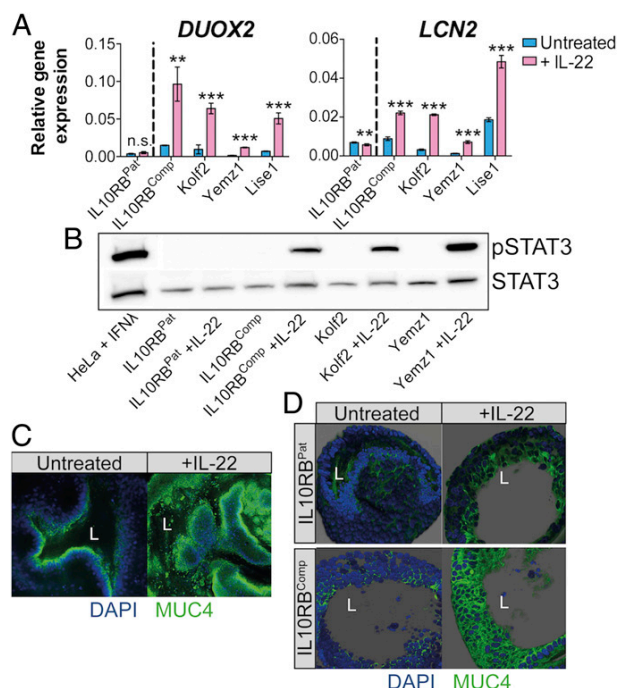 A
DUOX2
LCN2
Untreated
+ IL-22
Relative gene
expression
0.15
0.10
0.05
0.00
n.s.
**
***
***
***
0.06
0.04
0.02
0.00
**
***
***
***
***
IL10RBPat
IL10RBComp
Kolf2
Yemz1
Lise1
IL10RBPat
IL10RBComp
Kolf2
Yemz1
Lise1
B
pSTAT3
STAT3
HeLa + IFNλ
IL10RBPat
IL10RBPat +IL-22
IL10RBComp
IL10RBComp +IL-22
Kolf2
Kolf2 +IL-22
Yemz1
Yemz1 +IL-22
C
Untreated
+IL-22
L
L
DAPI MUC4
D
Untreated
+IL-22
IL10RBPat
L
L
IL10RBComp
L
L
DAPI MUC4